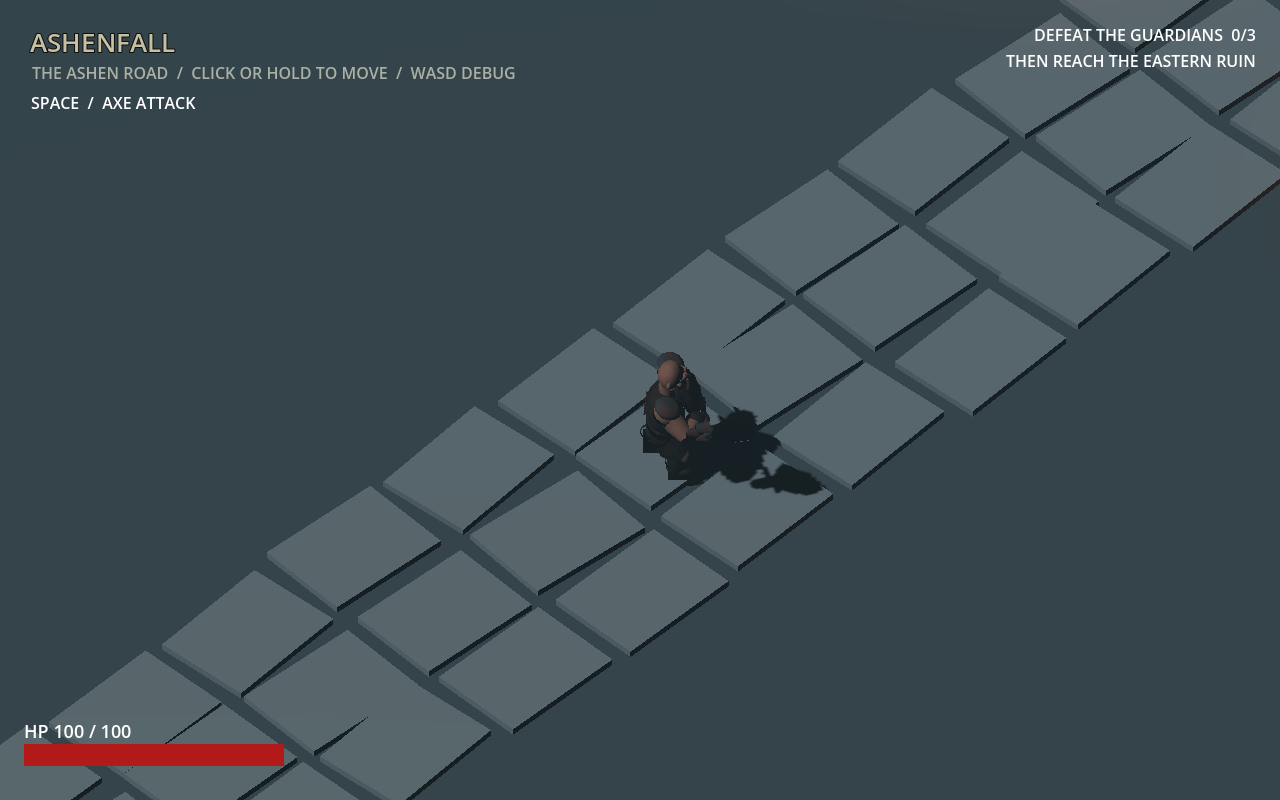 ASHENFALL
THE ASHEN ROAD / CLICK OR HOLD TO MOVE / WASD DEBUG
SPACE / AXE ATTACK
DEFEAT THE GUARDIANS 0/3
THEN REACH THE EASTERN RUIN
HP 100 / 100